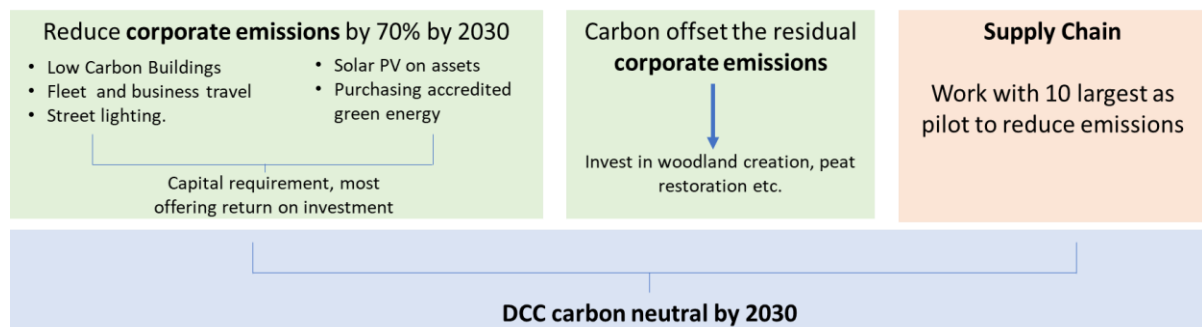 Reduce corporate emissions by 70% by 2030
• Low Carbon Buildings
• Fleet and business travel
• Street lighting.
• Solar PV on assets
• Purchasing accredited
green energy
Capital requirement, most
offering return on investment
Carbon offset the residual
corporate emissions
Invest in woodland creation, peat
restoration etc.
Supply Chain
Work with 10 largest as
pilot to reduce emissions
DCC carbon neutral by 2030